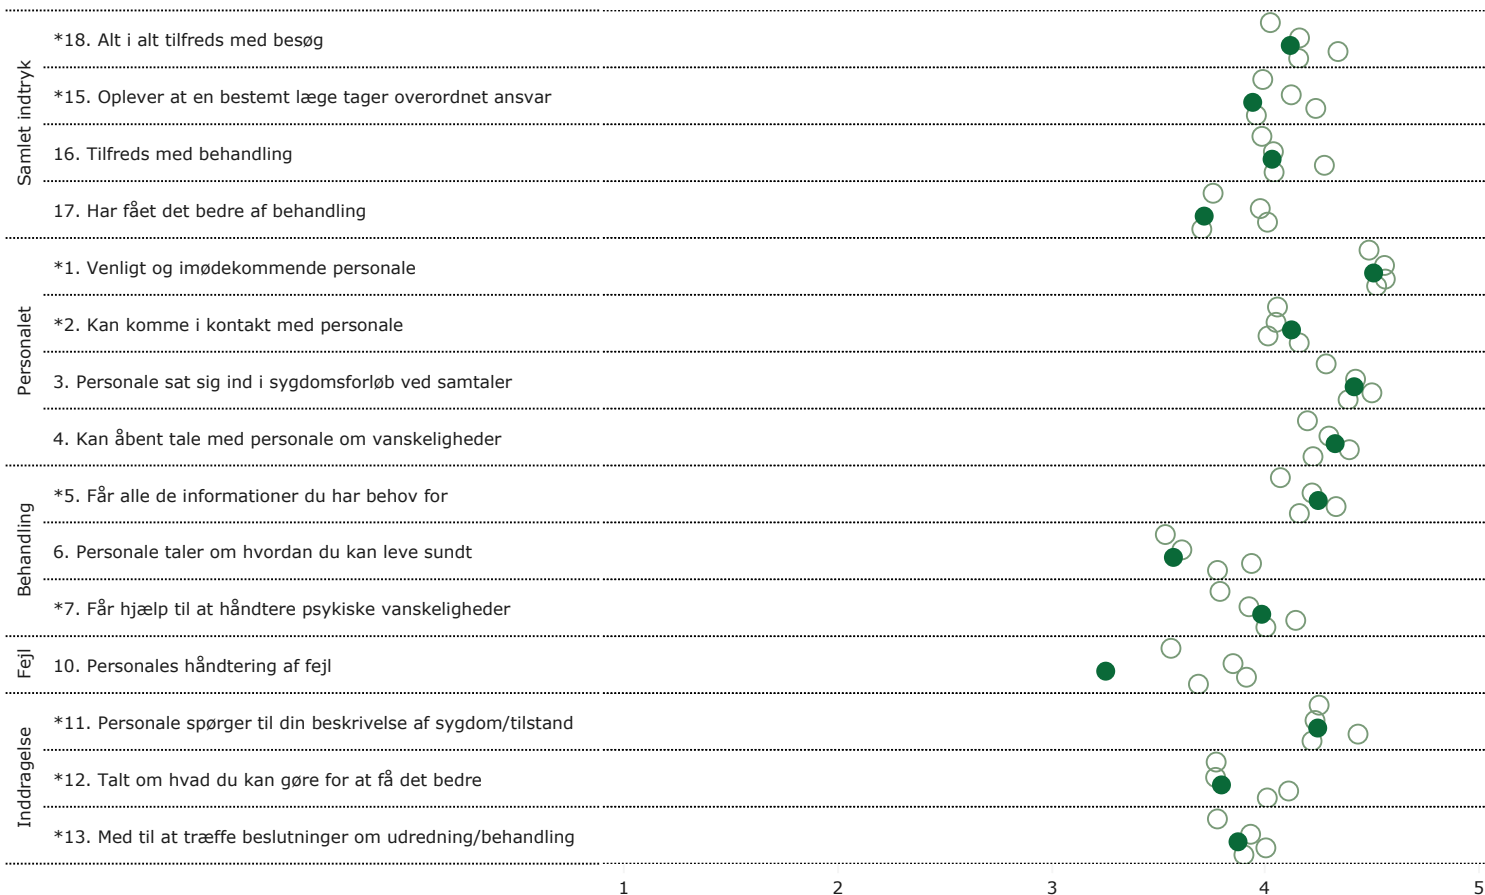 Samlet indtryk
*18. Alt i alt tilfreds med besøg
*15. Oplever at en bestemt læge tager overordnet ansvar
16. Tilfreds med behandling
17. Har fået det bedre af behandling
Personalet
*1. Venligt og imødekommende personale
*2. Kan komme i kontakt med personale
3. Personale sat sig ind i sygdomsforløb ved samtaler
4. Kan åbent tale med personale om vanskeligheder
Behandling
*5. Får alle de informationer du har behov for
6. Personale taler om hvordan du kan leve sundt
*7. Får hjælp til at håndtere psykiske vanskeligheder
Fejl
10. Personales håndtering af fejl
Inddragelse
*11. Personale spørger til din beskrivelse af sygdom/tilstand
*12. Talt om hvad du kan gøre for at få det bedre
*13. Med til at træffe beslutninger om udredning/behandling
1 2 3 4 5